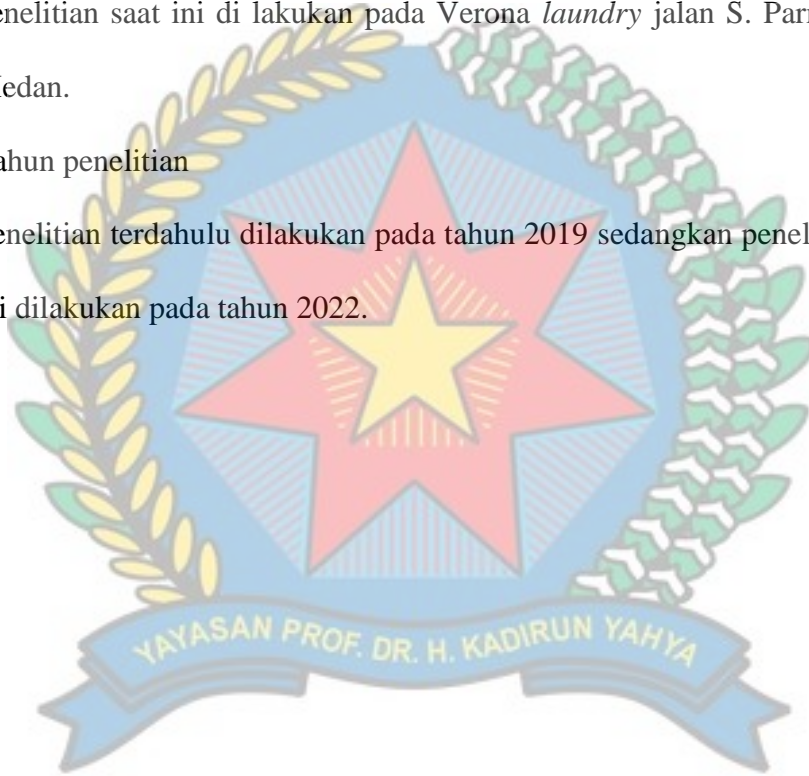 enelitian saat ini di lakukan pada Verona laundry jalan S. Par
edan.
ahun penelitian
enelitian terdahulu dilakukan pada tahun 2019 sedangkan penel
i dilakukan pada tahun 2022.
YAYASAN PROF. DR. H. KADIRUN YAHYA